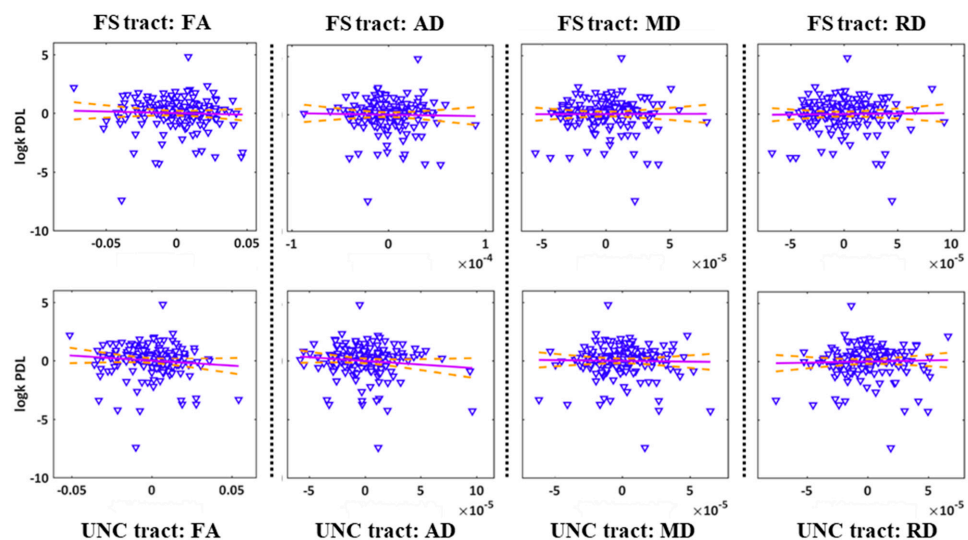 FS tract: FA FS tract: AD FS tract: MD FS tract: RD
logk PDL
5
0
-5
-10
-0.05 0 0.05 -1 0 1 -5 0 5 -5 0 5 10
×10⁻⁴ ×10⁻⁵ ×10⁻⁵
logk PDL
5
0
-5
-10
-0.05 0 0.05 -5 0 5 10 -5 0 5 -5 0 5
×10⁻⁵ ×10⁻⁵ ×10⁻⁵
UNC tract: FA UNC tract: AD UNC tract: MD UNC tract: RD